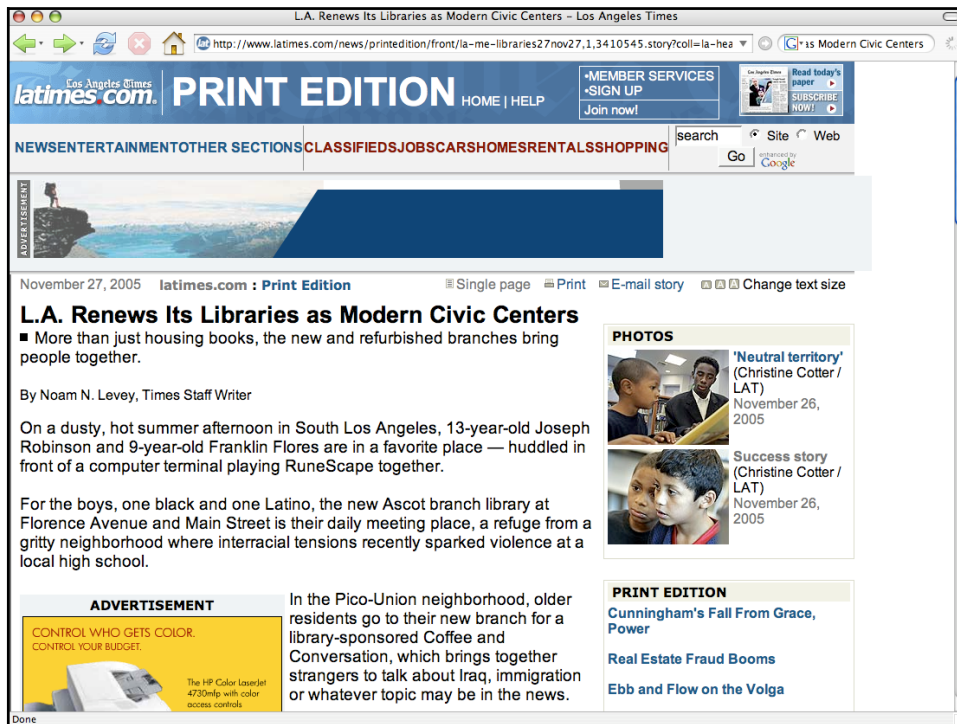 L.A. Renews Its Libraries as Modern Civic Centers – Los Angeles Times
http://www.latimes.com/news/printedition/front/la-me-libraries27nov27,1,3410545.story?coll=la-hea
as Modern Civic Centers
Los Angeles Times
latimes.com.
PRINT EDITION HOME | HELP
•MEMBER SERVICES
•SIGN UP
Join now!
Read today's
paper
SUBSCRIBE
NOW!
NEWSENTERTAINMENTOTHER SECTIONSCLASSIFIEDSJOBSCARSHOMESRENTALSSHOPPING
search Site Web
Go enhanced by
Google
ADVERTISEMENT
November 27, 2005 latimes.com : Print Edition Single page Print E-mail story A A A Change text size
L.A. Renews Its Libraries as Modern Civic Centers
■ More than just housing books, the new and refurbished branches bring
people together.
By Noam N. Levey, Times Staff Writer
On a dusty, hot summer afternoon in South Los Angeles, 13-year-old Joseph
Robinson and 9-year-old Franklin Flores are in a favorite place — huddled in
front of a computer terminal playing RuneScape together.
For the boys, one black and one Latino, the new Ascot branch library at
Florence Avenue and Main Street is their daily meeting place, a refuge from a
gritty neighborhood where interracial tensions recently sparked violence at a
local high school.
ADVERTISEMENT
CONTROL WHO GETS COLOR.
CONTROL YOUR BUDGET.
The HP Color LaserJet
4730mfp with color
access controls
In the Pico-Union neighborhood, older
residents go to their new branch for a
library-sponsored Coffee and
Conversation, which brings together
strangers to talk about Iraq, immigration
or whatever topic may be in the news.
PHOTOS
'Neutral territory'
(Christine Cotter /
LAT)
November 26,
2005
Success story
(Christine Cotter /
LAT)
November 26,
2005
PRINT EDITION
Cunningham's Fall From Grace,
Power
Real Estate Fraud Booms
Ebb and Flow on the Volga
Done